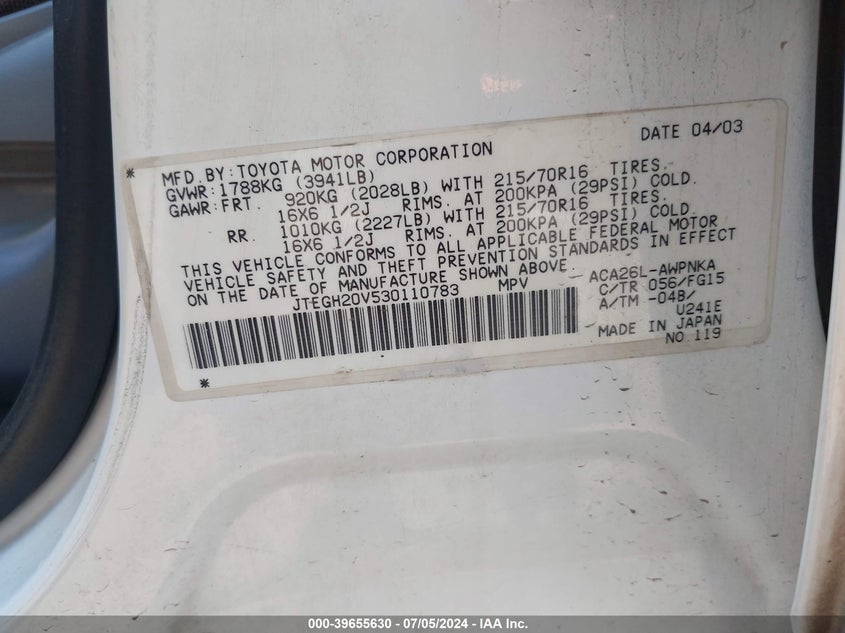 DATE 04/03
MFD.BY:TOYOTA MOTOR CORPORATION
GVWR:1788KG (3941LB)
GAWR:FRT. 920KG (2028LB) WITH 215/70R16 TIRES.
16X6 1/2J RIMS. AT 200KPA (29PSI) COLD.
RR. 1010KG (2227LB) WITH 215/70R16 TIRES.
16X6 1/2J RIMS. AT 200KPA (29PSI) COLD.
THIS VEHICLE CONFORMS TO ALL APPLICABLE FEDERAL MOTOR
VEHICLE SAFETY AND THEFT PREVENTION STANDARDS IN EFFECT
ON THE DATE OF MANUFACTURE SHOWN ABOVE.
JTEGH20V530110783 MPV
ACA26L-AWPNKA
C/TR 056/FG15
A/TM -04B/
U241E
MADE IN JAPAN
NO.119
000-39655630 - 07/05/2024 - IAA Inc.